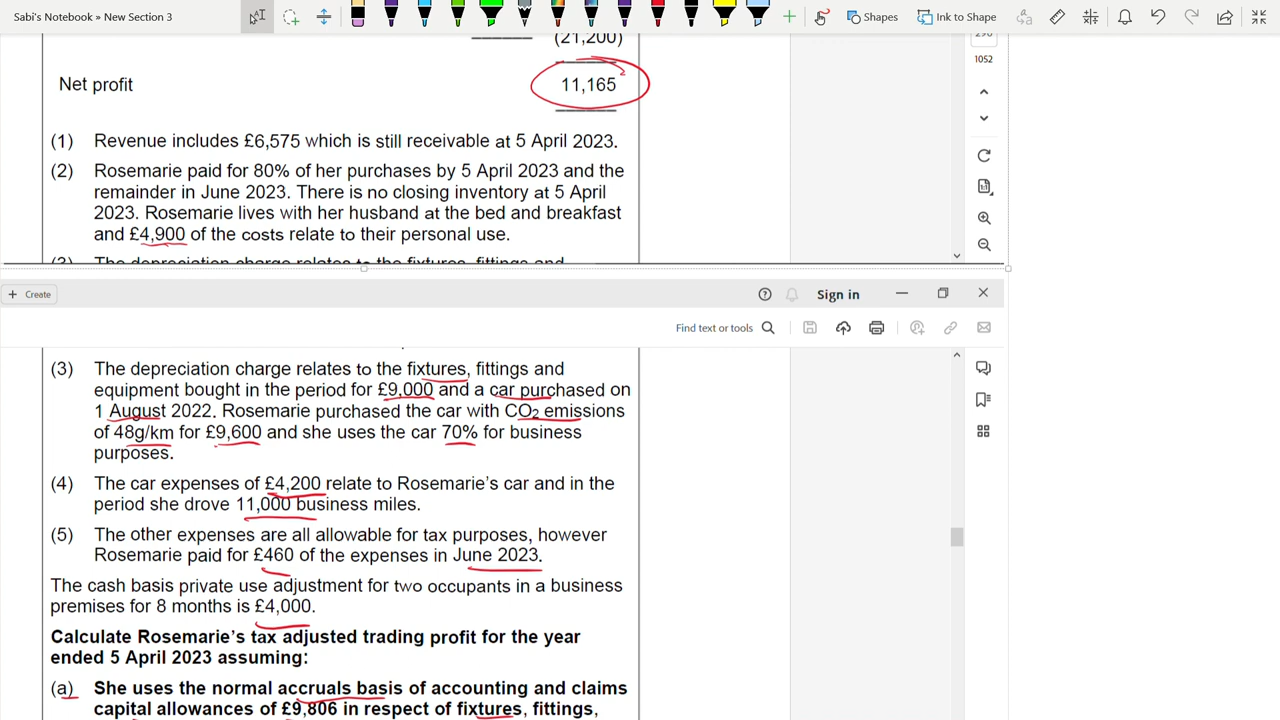 Sabi's Notebook » New Section 3
Shapes
Ink to Shape
(21,200)
1052
Net profit 11,165
(1) Revenue includes £6,575 which is still receivable at 5 April 2023.
(2) Rosemarie paid for 80% of her purchases by 5 April 2023 and the
remainder in June 2023. There is no closing inventory at 5 April
2023. Rosemarie lives with her husband at the bed and breakfast
and £4,900 of the costs relate to their personal use.
(3) The depreciation charge relates to the fixtures, fittings and
+ Create
Sign in
Find text or tools
(3) The depreciation charge relates to the fixtures, fittings and
equipment bought in the period for £9,000 and a car purchased on
1 August 2022. Rosemarie purchased the car with CO₂ emissions
of 48g/km for £9,600 and she uses the car 70% for business
purposes.
(4) The car expenses of £4,200 relate to Rosemarie's car and in the
period she drove 11,000 business miles.
(5) The other expenses are all allowable for tax purposes, however
Rosemarie paid for £460 of the expenses in June 2023.
The cash basis private use adjustment for two occupants in a business
premises for 8 months is £4,000.
Calculate Rosemarie's tax adjusted trading profit for the year
ended 5 April 2023 assuming:
(a) She uses the normal accruals basis of accounting and claims
capital allowances of £9,806 in respect of fixtures, fittings,